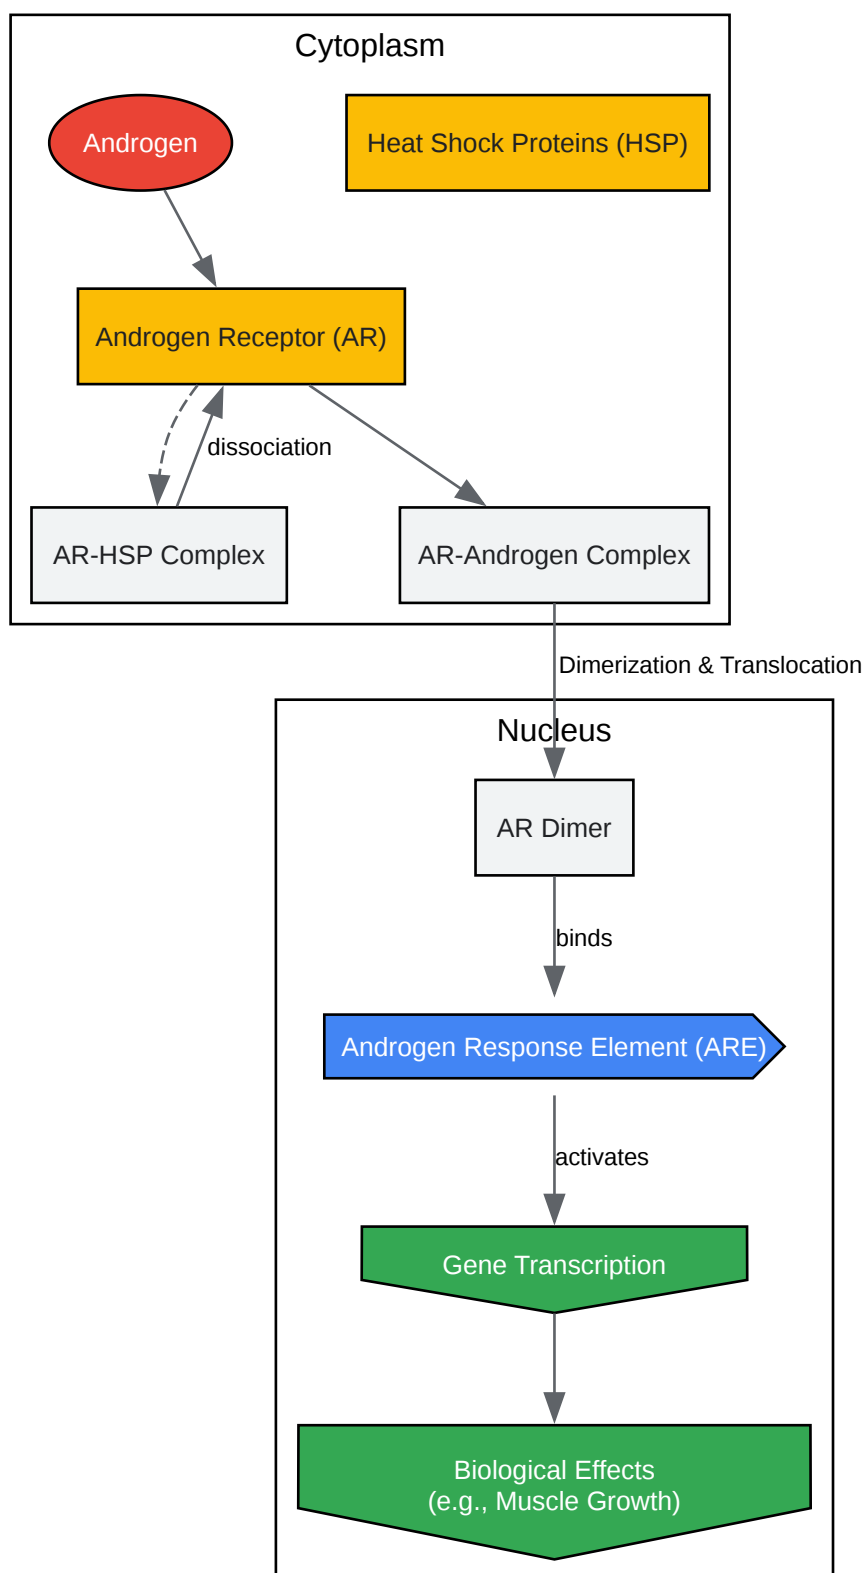 Cytoplasm
Androgen
Heat Shock Proteins (HSP)
Androgen Receptor (AR)
dissociation
AR-HSP Complex
AR-Androgen Complex
Dimerization & Translocation
Nucleus
AR Dimer
binds
Androgen Response Element (ARE)
activates
Gene Transcription
Biological Effects
(e.g., Muscle Growth)